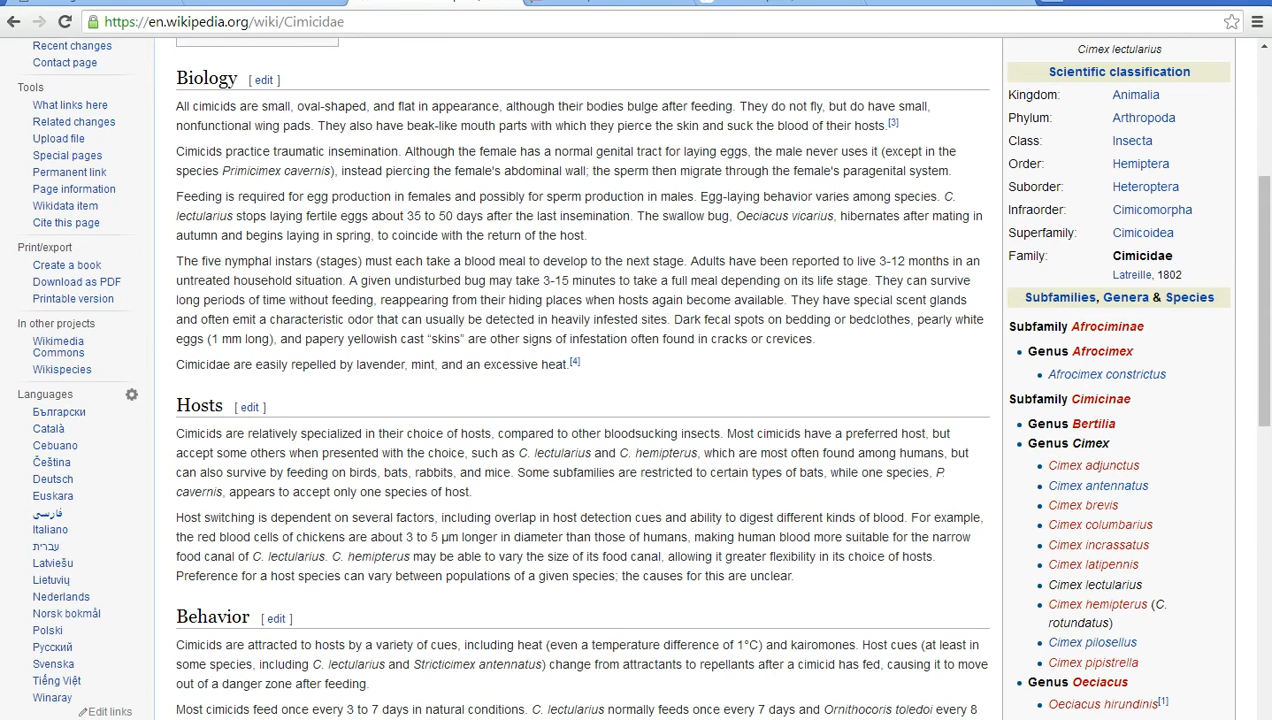 https://en.wikipedia.org/wiki/Cimicidae
Recent changes
Contact page
Tools
What links here
Related changes
Upload file
Special pages
Permanent link
Page information
Wikidata item
Cite this page
Print/export
Create a book
Download as PDF
Printable version
In other projects
Wikimedia
Commons
Wikispecies
Languages
Български
Català
Cebuano
Čeština
Deutsch
Euskara
فارسی
Italiano
עברית
Latviešu
Lietuvių
Nederlands
Norsk bokmål
Polski
Русский
Svenska
Tiếng Việt
Winaray
Edit links
Biology [ edit ]
All cimicids are small, oval-shaped, and flat in appearance, although their bodies bulge after feeding. They do not fly, but do have small,
nonfunctional wing pads. They also have beak-like mouth parts with which they pierce the skin and suck the blood of their hosts.[3]
Cimicids practice traumatic insemination. Although the female has a normal genital tract for laying eggs, the male never uses it (except in the
species Primicimex cavernis), instead piercing the female's abdominal wall; the sperm then migrate through the female's paragenital system.
Feeding is required for egg production in females and possibly for sperm production in males. Egg-laying behavior varies among species. C.
lectularius stops laying fertile eggs about 35 to 50 days after the last insemination. The swallow bug, Oeciacus vicarius, hibernates after mating in
autumn and begins laying in spring, to coincide with the return of the host.
The five nymphal instars (stages) must each take a blood meal to develop to the next stage. Adults have been reported to live 3-12 months in an
untreated household situation. A given undisturbed bug may take 3-15 minutes to take a full meal depending on its life stage. They can survive
long periods of time without feeding, reappearing from their hiding places when hosts again become available. They have special scent glands
and often emit a characteristic odor that can usually be detected in heavily infested sites. Dark fecal spots on bedding or bedclothes, pearly white
eggs (1 mm long), and papery yellowish cast “skins” are other signs of infestation often found in cracks or crevices.
Cimicidae are easily repelled by lavender, mint, and an excessive heat.[4]
Hosts [ edit ]
Cimicids are relatively specialized in their choice of hosts, compared to other bloodsucking insects. Most cimicids have a preferred host, but
accept some others when presented with the choice, such as C. lectularius and C. hemipterus, which are most often found among humans, but
can also survive by feeding on birds, bats, rabbits, and mice. Some subfamilies are restricted to certain types of bats, while one species, P.
cavernis, appears to accept only one species of host.
Host switching is dependent on several factors, including overlap in host detection cues and ability to digest different kinds of blood. For example,
the red blood cells of chickens are about 3 to 5 μm longer in diameter than those of humans, making human blood more suitable for the narrow
food canal of C. lectularius. C. hemipterus may be able to vary the size of its food canal, allowing it greater flexibility in its choice of hosts.
Preference for a host species can vary between populations of a given species; the causes for this are unclear.
Behavior [ edit ]
Cimicids are attracted to hosts by a variety of cues, including heat (even a temperature difference of 1°C) and kairomones. Host cues (at least in
some species, including C. lectularius and Stricticimex antennatus) change from attractants to repellants after a cimicid has fed, causing it to move
out of a danger zone after feeding.
Most cimicids feed once every 3 to 7 days in natural conditions. C. lectularius normally feeds once every 7 days and Ornithocoris toledoi every 8
Cimex lectularius
Scientific classification
Kingdom: Animalia
Phylum: Arthropoda
Class: Insecta
Order: Hemiptera
Suborder: Heteroptera
Infraorder: Cimicomorpha
Superfamily: Cimicoidea
Family: Cimicidae
Latreille, 1802
Subfamilies, Genera & Species
Subfamily Afrociminae
Genus Afrocimex
Afrocimex constrictus
Subfamily Cimicinae
Genus Bertilia
Genus Cimex
Cimex adjunctus
Cimex antennatus
Cimex brevis
Cimex columbarius
Cimex incrassatus
Cimex latipennis
Cimex lectularius
Cimex hemipterus (C.
rotundatus)
Cimex pilosellus
Cimex pipistrella
Genus Oeciacus
Oeciacus hirundinis[1]